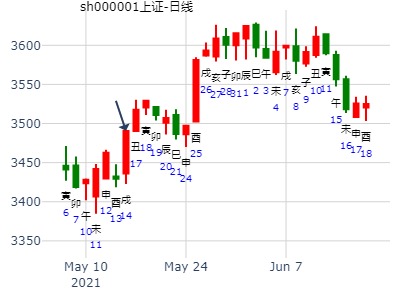 sh000001上证-日线
3600
3550
3500
3450
3400
3350
寅
6
卯
7
午
10
未
11
申
12
酉
13
戌
14
丑
17
寅
18
卯
19
辰
20
巳
21
申
24
酉
25
戌
26
亥
27
子
28
卯
31
辰
1
巳
2
午
3
未
4
戌
7
亥
8
子
9
丑
10
寅
11
午
15
未
16
申
17
酉
18
May 10
2021
May 24
Jun 7